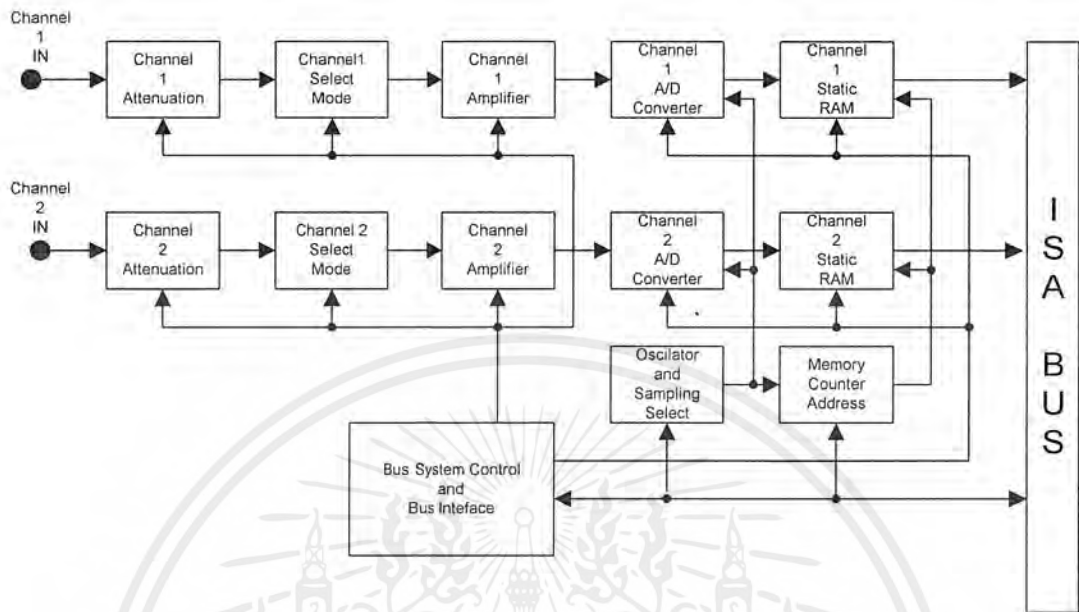 Channel
1
IN
Channel
1
Attenuation
Channel1
Select
Mode
Channel
1
Amplifier
Channel
1
A/D
Converter
Channel
1
Static
RAM
Channel
2
IN
Channel
2
Attenuation
Channel 2
Select
Mode
Channel
2
Amplifier
Channel
2
A/D
Converter
Channel
2
Static
RAM
Oscilator
and
Sampling
Select
Memory
Counter
Address
Bus System Control
and
Bus Inteface
I
S
A
B
U
S